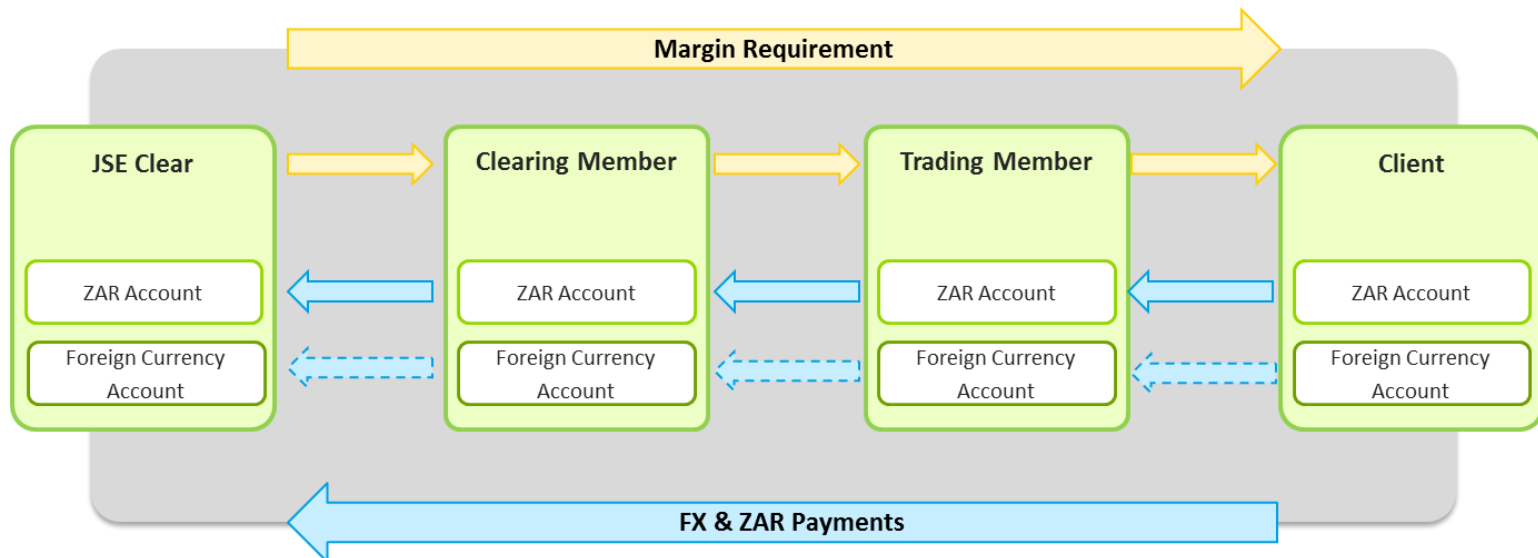 Margin Requirement
JSE Clear
Clearing Member
Trading Member
Client
ZAR Account
ZAR Account
ZAR Account
ZAR Account
Foreign Currency
Account
Foreign Currency
Account
Foreign Currency
Account
Foreign Currency
Account
FX & ZAR Payments